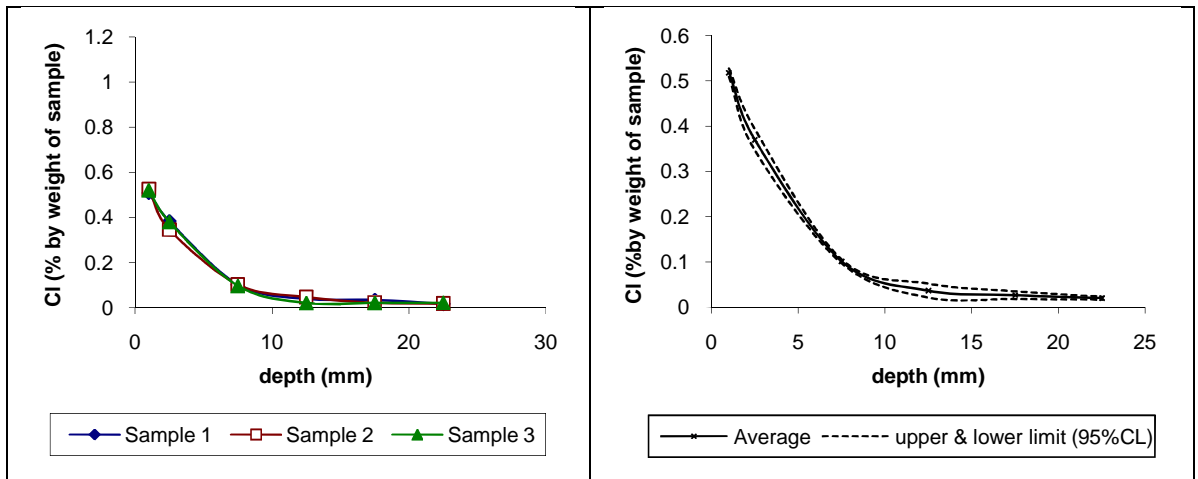 Cl (% by weight of sample)
1.2
1
0.8
0.6
0.4
0.2
0
0 10 20 30
depth (mm)
Sample 1 Sample 2 Sample 3
Cl (%by weight of sample)
0.6
0.5
0.4
0.3
0.2
0.1
0
0 5 10 15 20 25
depth (mm)
Average upper & lower limit (95%CL)